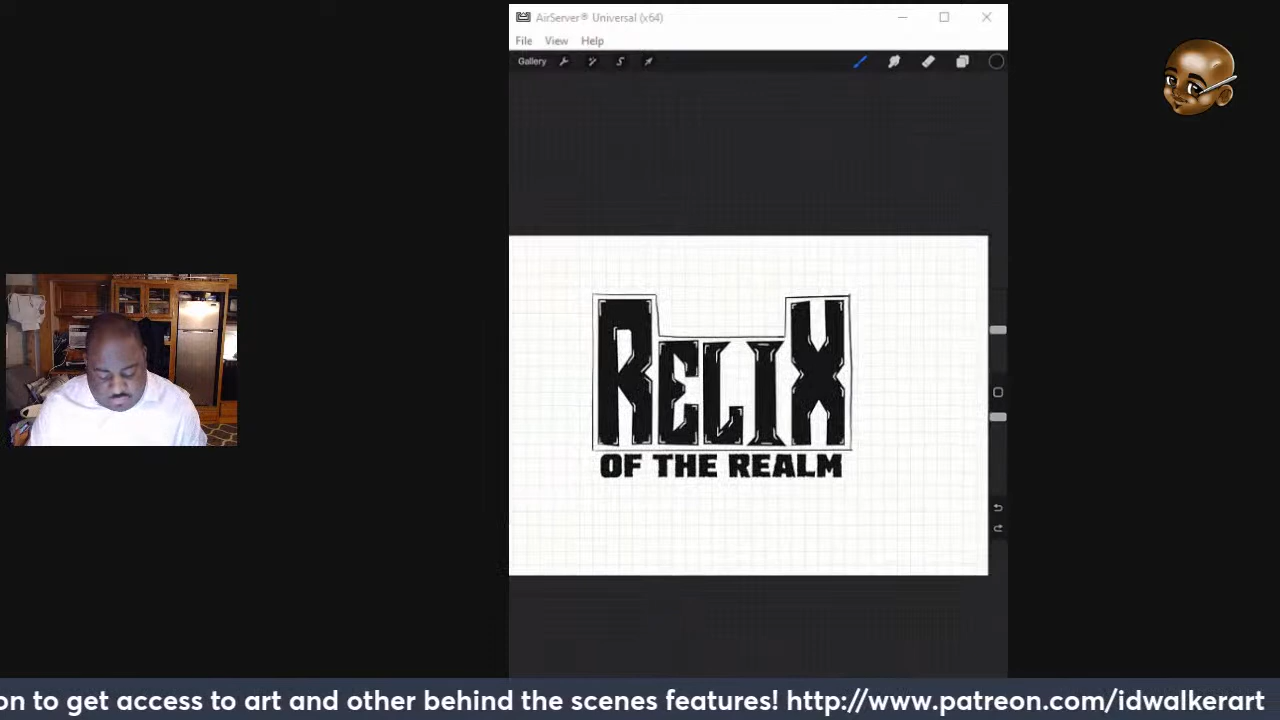 AirServer® Universal (x64)
File View Help
Gallery
RELIX
OF THE REALM
on to get access to art and other behind the scenes features! http://www.patreon.com/idwalkerart